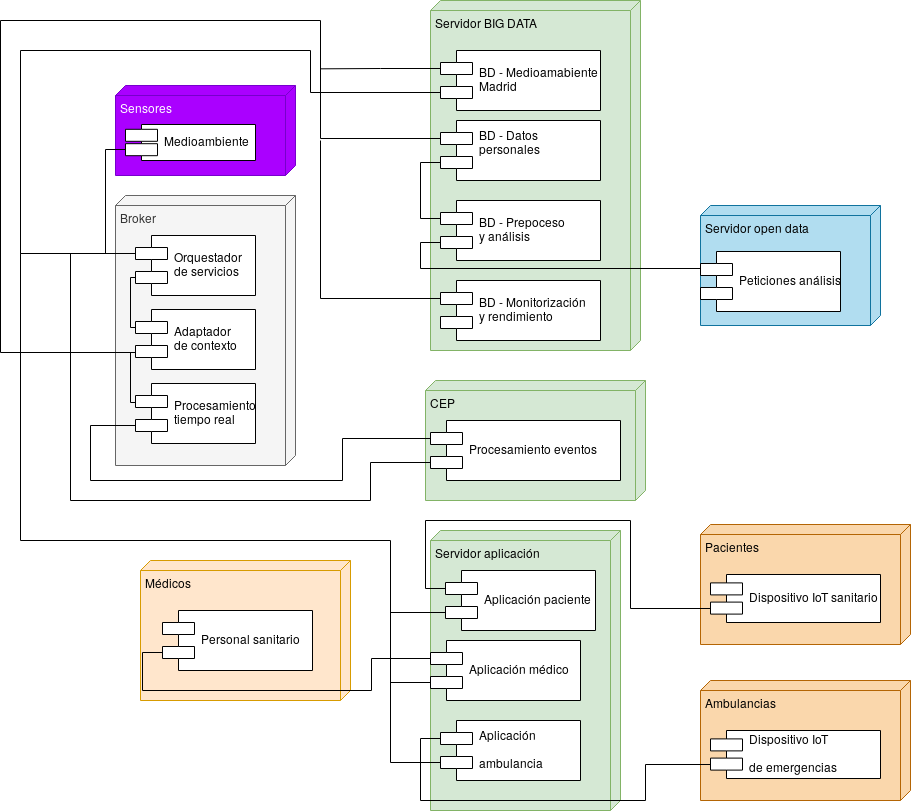 Servidor BIG DATA
BD - Medioamabiente
Madrid
BD - Datos
personales
BD - Prepoceso
y análisis
BD - Monitorización
y rendimiento
Sensores
Medioambiente
Broker
Orquestador
de servicios
Adaptador
de contexto
Procesamiento
tiempo real
Servidor open data
Peticiones análisis
CEP
Procesamiento eventos
Servidor aplicación
Aplicación paciente
Aplicación médico
Aplicación
ambulancia
Médicos
Personal sanitario
Pacientes
Dispositivo IoT sanitario
Ambulancias
Dispositivo IoT
de emergencias